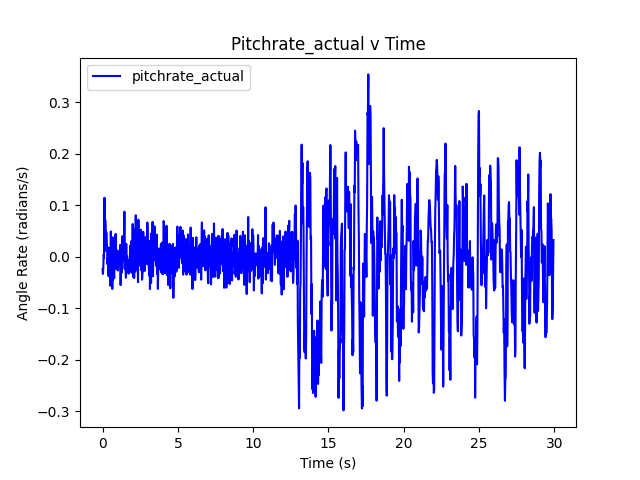 Pitchrate_actual v Time
pitchrate_actual
Angle Rate (radians/s)
0.3
0.2
0.1
0.0
−0.1
−0.2
−0.3
0 5 10 15 20 25 30
Time (s)